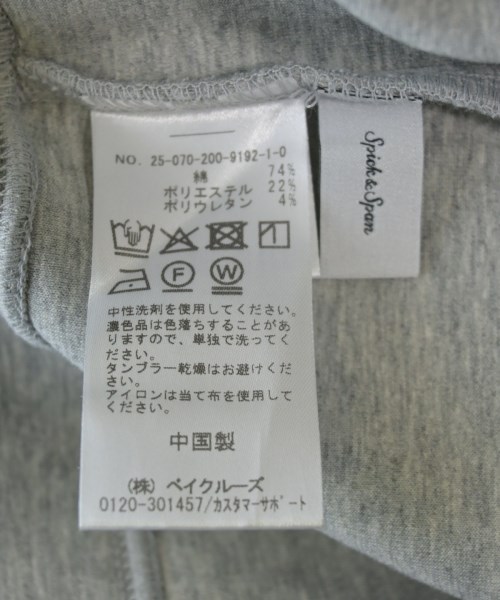 NO. 25-070-200-9192-1-0
綿 74%
ポリエステル 22%
ポリウレタン 4%
F W
中性洗剤を使用してください。
濃色品は色落ちすることがあ
りますので、単独で洗ってく
ださい。
タンブラー乾燥はお避けくだ
さい。
アイロンは当て布を使用して
ください。
中国製
(株) ベイクルーズ
0120-301457/カスタマーサポート
Spick & Span